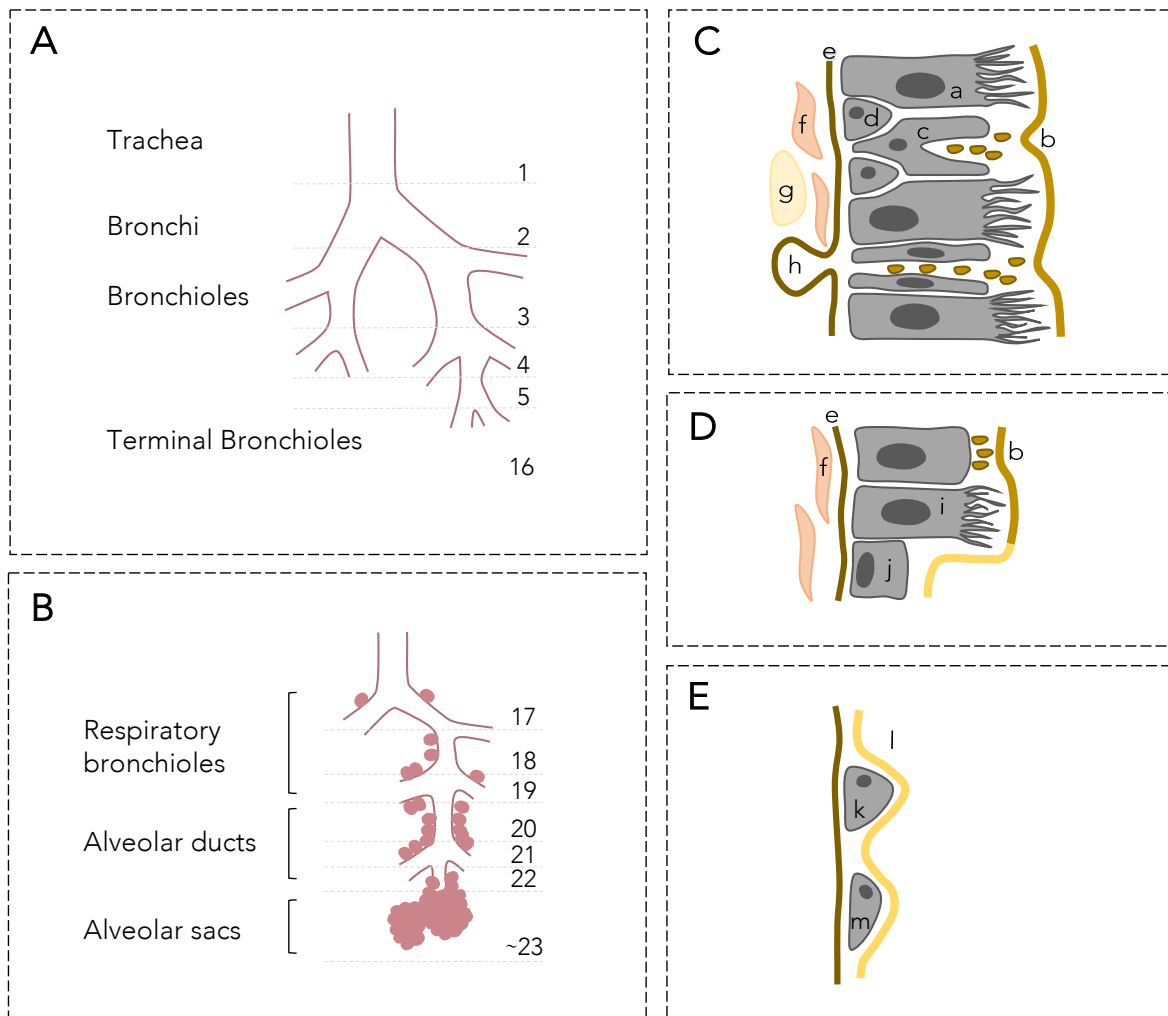 A
Trachea
1
Bronchi
2
Bronchioles
3
4
5
Terminal Bronchioles
16
B
Respiratory
bronchioles
17
18
19
Alveolar ducts
20
21
22
Alveolar sacs
~23
C
e
a
f
d
c
b
g
h
D
e
f
b
i
j
E
l
k
m